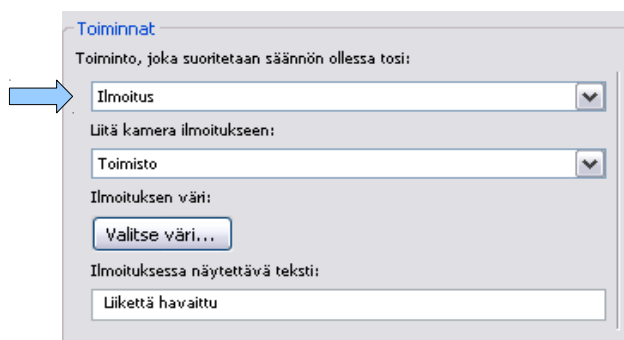 Toiminnat
Toiminto, joka suoritetaan säännön ollessa tosi:
Ilmoitus
Liitä kamera ilmoitukseen:
Toimisto
Ilmoituksen väri:
Valitse väri...
Ilmoituksessa näytettävä teksti:
Liikettä havaittu